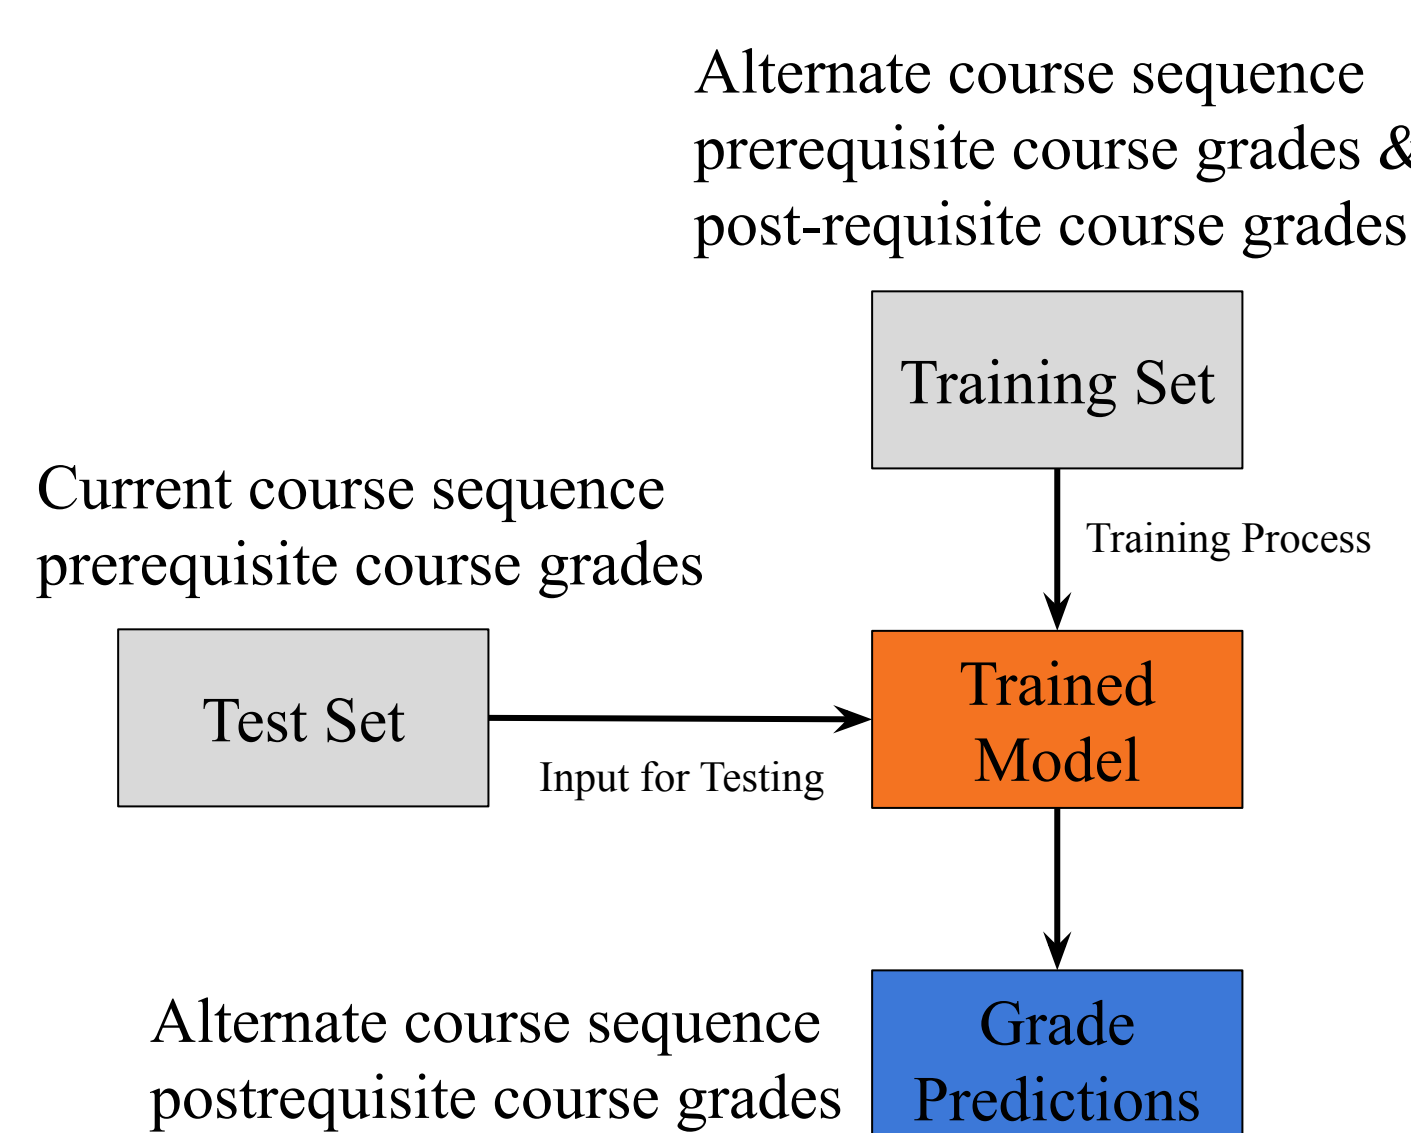 Alternate course sequence
prerequisite course grades &
post-requisite course grades
Training Set
Training Process
Current course sequence
prerequisite course grades
Test Set
Input for Testing
Trained
Model
Alternate course sequence
postrequisite course grades
Grade
Predictions